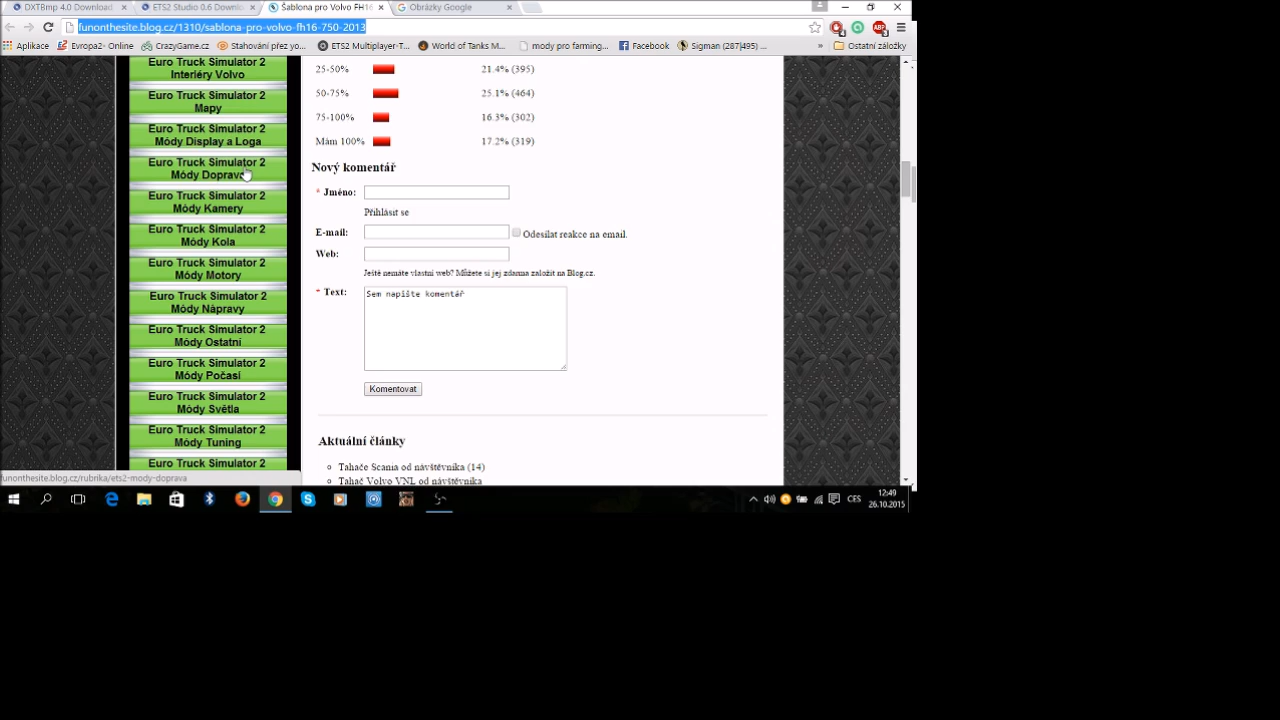 DXTBmp 4.0 Download
ETS2 Studio 0.6 Downlo
Šablona pro Volvo FH16
Obrázky Google
funonthesite.blog.cz/1310/sablona-pro-volvo-fh16-750-2013
Aplikace
Evropa2- Online
CrazyGame.cz
Stahování přez yo...
ETS2 Multiplayer-T...
World of Tanks M...
mody pro farming...
Facebook
Sigman (287|495) ...
»
Ostatní záložky
Euro Truck Simulator 2
Interiéry Volvo
Euro Truck Simulator 2
Mapy
Euro Truck Simulator 2
Módy Display a Loga
Euro Truck Simulator 2
Módy Doprava
Euro Truck Simulator 2
Módy Kamery
Euro Truck Simulator 2
Módy Kola
Euro Truck Simulator 2
Módy Motory
Euro Truck Simulator 2
Módy Nápravy
Euro Truck Simulator 2
Módy Ostatní
Euro Truck Simulator 2
Módy Počasí
Euro Truck Simulator 2
Módy Světla
Euro Truck Simulator 2
Módy Tuning
Euro Truck Simulator 2
25-50% 21.4% (395)
50-75% 25.1% (464)
75-100% 16.3% (302)
Mám 100% 17.2% (319)
Nový komentář
* Jméno:
Přihlásit se
E-mail: Odesílat reakce na email.
Web:
Ještě nemáte vlastní web? Můžete si jej zdarma založit na Blog.cz.
* Text: Sem napište komentář
Komentovat
Aktuální články
Tahače Scania od návštěvníka (14)
Tahač Volvo VNL od návštěvníka
funonthesite.blog.cz/rubrika/ets2-mody-doprava
CES
12:49
26.10.2015